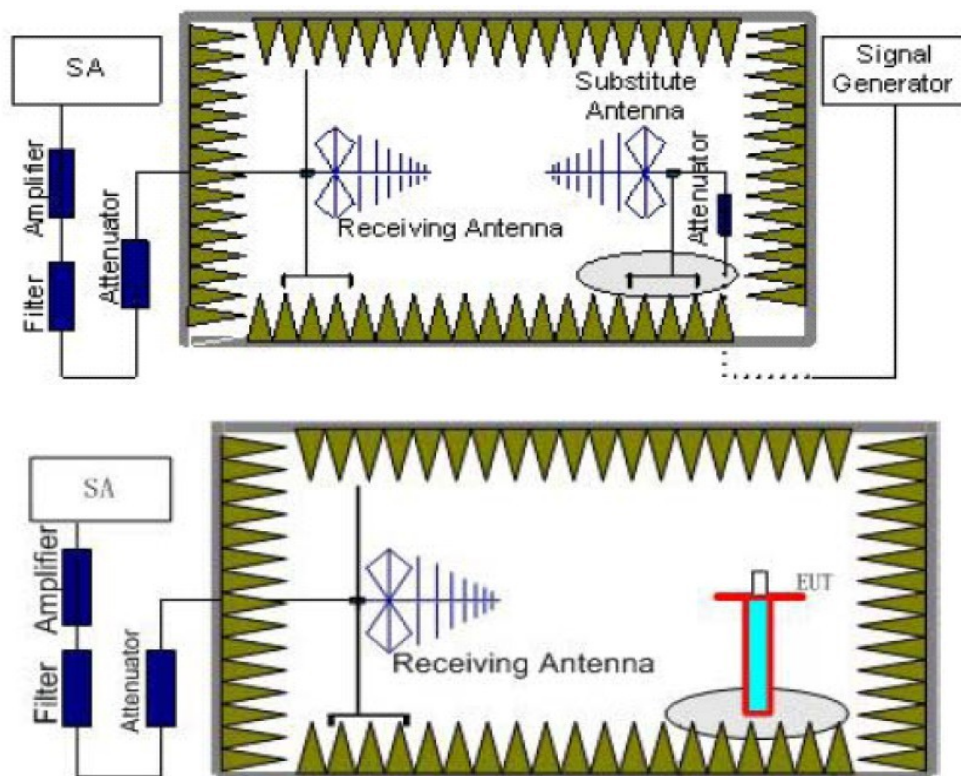 SA
Signal
Generator
Substitute
Antenna
Amplifier
Attenuator
Filter
Receiving Antenna
Attenuator
SA
Amplifier
EUT
Receiving Antenna
Filter
Attenuator